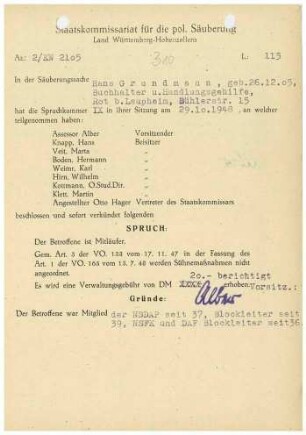 Staatskommissariat für die pol. Säuberung
Land Württemberg-Hohenzollern
Az: 2/KW 2105
L: 113
In der Säuberungssache Hans Grundmann, geb.26.12.05,
Buchhalter u.Handlungsgehilfe,
Rot b.Laupheim, Bühlerstr. 15
hat die Spruchkammer IX in ihrer Sitzung am 29.10.1948, an welcher
teilgenommen haben:
Assessor Alber Vorsitzender
Knapp, Hans Beisitzer
Veit, Marta "
Boden, Hermann "
Weimt, Karl "
Hirn, Wilhelm "
Kottmann, O.Stud.Dir. "
Klett, Martin "
Angestellter Otto Hager Vertreter des Staatskommissars
beschlossen und sofort verkündet folgenden
SPRUCH:
Der Betroffene ist Mitläufer.
Gem. Art. 3 der VO. 133 vom 17. 11. 47 in der Fassung des
Art. 1 der VO. 165 vom 13. 7. 48 werden Sühnemaßnahmen nicht
angeordnet.
20.- berichtigt
Es wird eine Verwaltungsgebühr von DM erhoben. Vorsitz.:
Alber
Gründe:
Der Betroffene war Mitglied der NSDAP seit 37, Blockleiter seit
39, NSFK und DAF Blockleiter seit36.